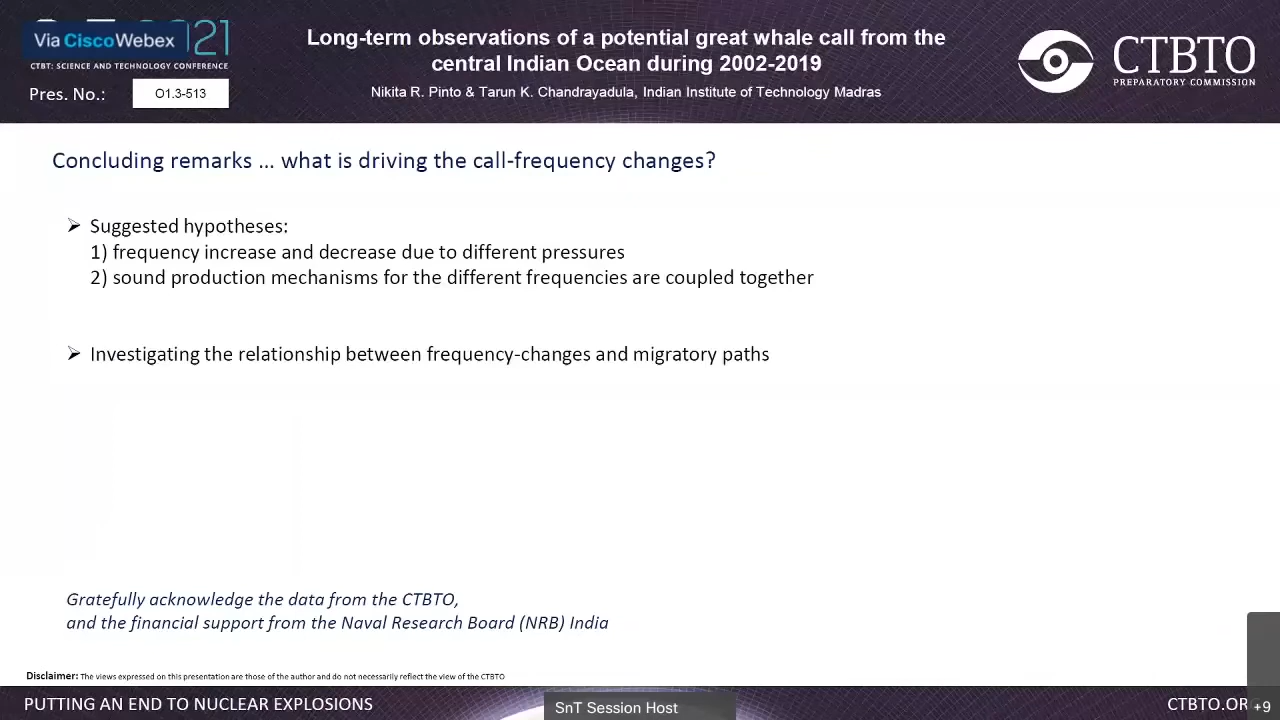 Via Cisco Webex
21
CTBT: SCIENCE AND TECHNOLOGY CONFERENCE
Pres. No.: O1.3-513
Long-term observations of a potential great whale call from the
central Indian Ocean during 2002-2019
Nikita R. Pinto & Tarun K. Chandrayadula, Indian Institute of Technology Madras
CTBTO
PREPARATORY COMMISSION
Concluding remarks … what is driving the call-frequency changes?
➢ Suggested hypotheses:
1) frequency increase and decrease due to different pressures
2) sound production mechanisms for the different frequencies are coupled together
➢ Investigating the relationship between frequency-changes and migratory paths
Gratefully acknowledge the data from the CTBTO,
and the financial support from the Naval Research Board (NRB) India
Disclaimer: The views expressed on this presentation are those of the author and do not necessarily reflect the view of the CTBTO
PUTTING AN END TO NUCLEAR EXPLOSIONS
SnT Session Host
CTBTO.OR
+9